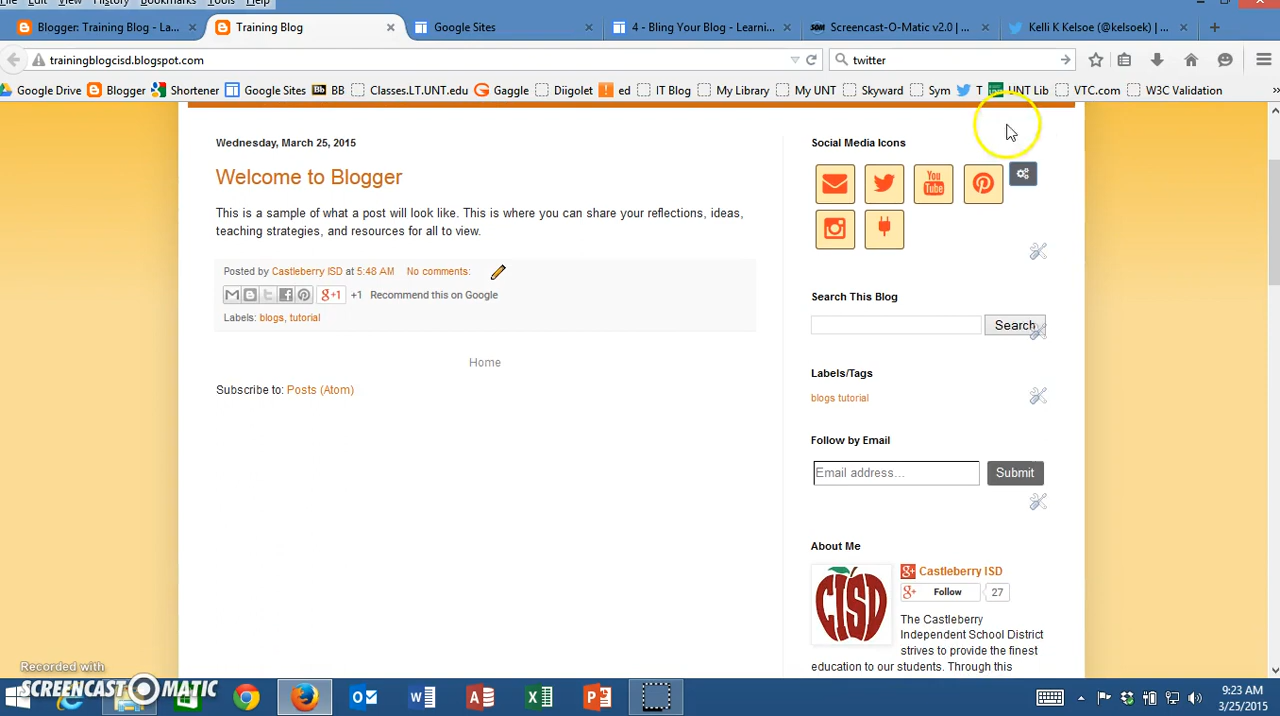 Edit View History Bookmarks Tools Help
Blogger: Training Blog - La... Training Blog Google Sites 4 - Bling Your Blog - Learni... Screencast-O-Matic v2.0 | ... Kelli K Kelsoe (@kelsoek) | ...
trainingblogcisd.blogspot.com twitter
Google Drive Blogger Shortener Google Sites Bb BB Classes.LT.UNT.edu Gaggle Diigolet ed IT Blog My Library My UNT Skyward Sym T UNT Lib VTC.com W3C Validation
Wednesday, March 25, 2015
Welcome to Blogger
This is a sample of what a post will look like. This is where you can share your reflections, ideas,
teaching strategies, and resources for all to view.
Posted by Castleberry ISD at 5:48 AM No comments:
g+1 +1 Recommend this on Google
Labels: blogs, tutorial
Home
Subscribe to: Posts (Atom)
Social Media Icons
You
Tube
Search This Blog
Search
Labels/Tags
blogs tutorial
Follow by Email
Email address... Submit
About Me
CISD
Castleberry ISD
Follow 27
The Castleberry
Independent School District
strives to provide the finest
education to our students. Through this
Recorded with
SCREENCAST-O-MATIC
9:23 AM
3/25/2015